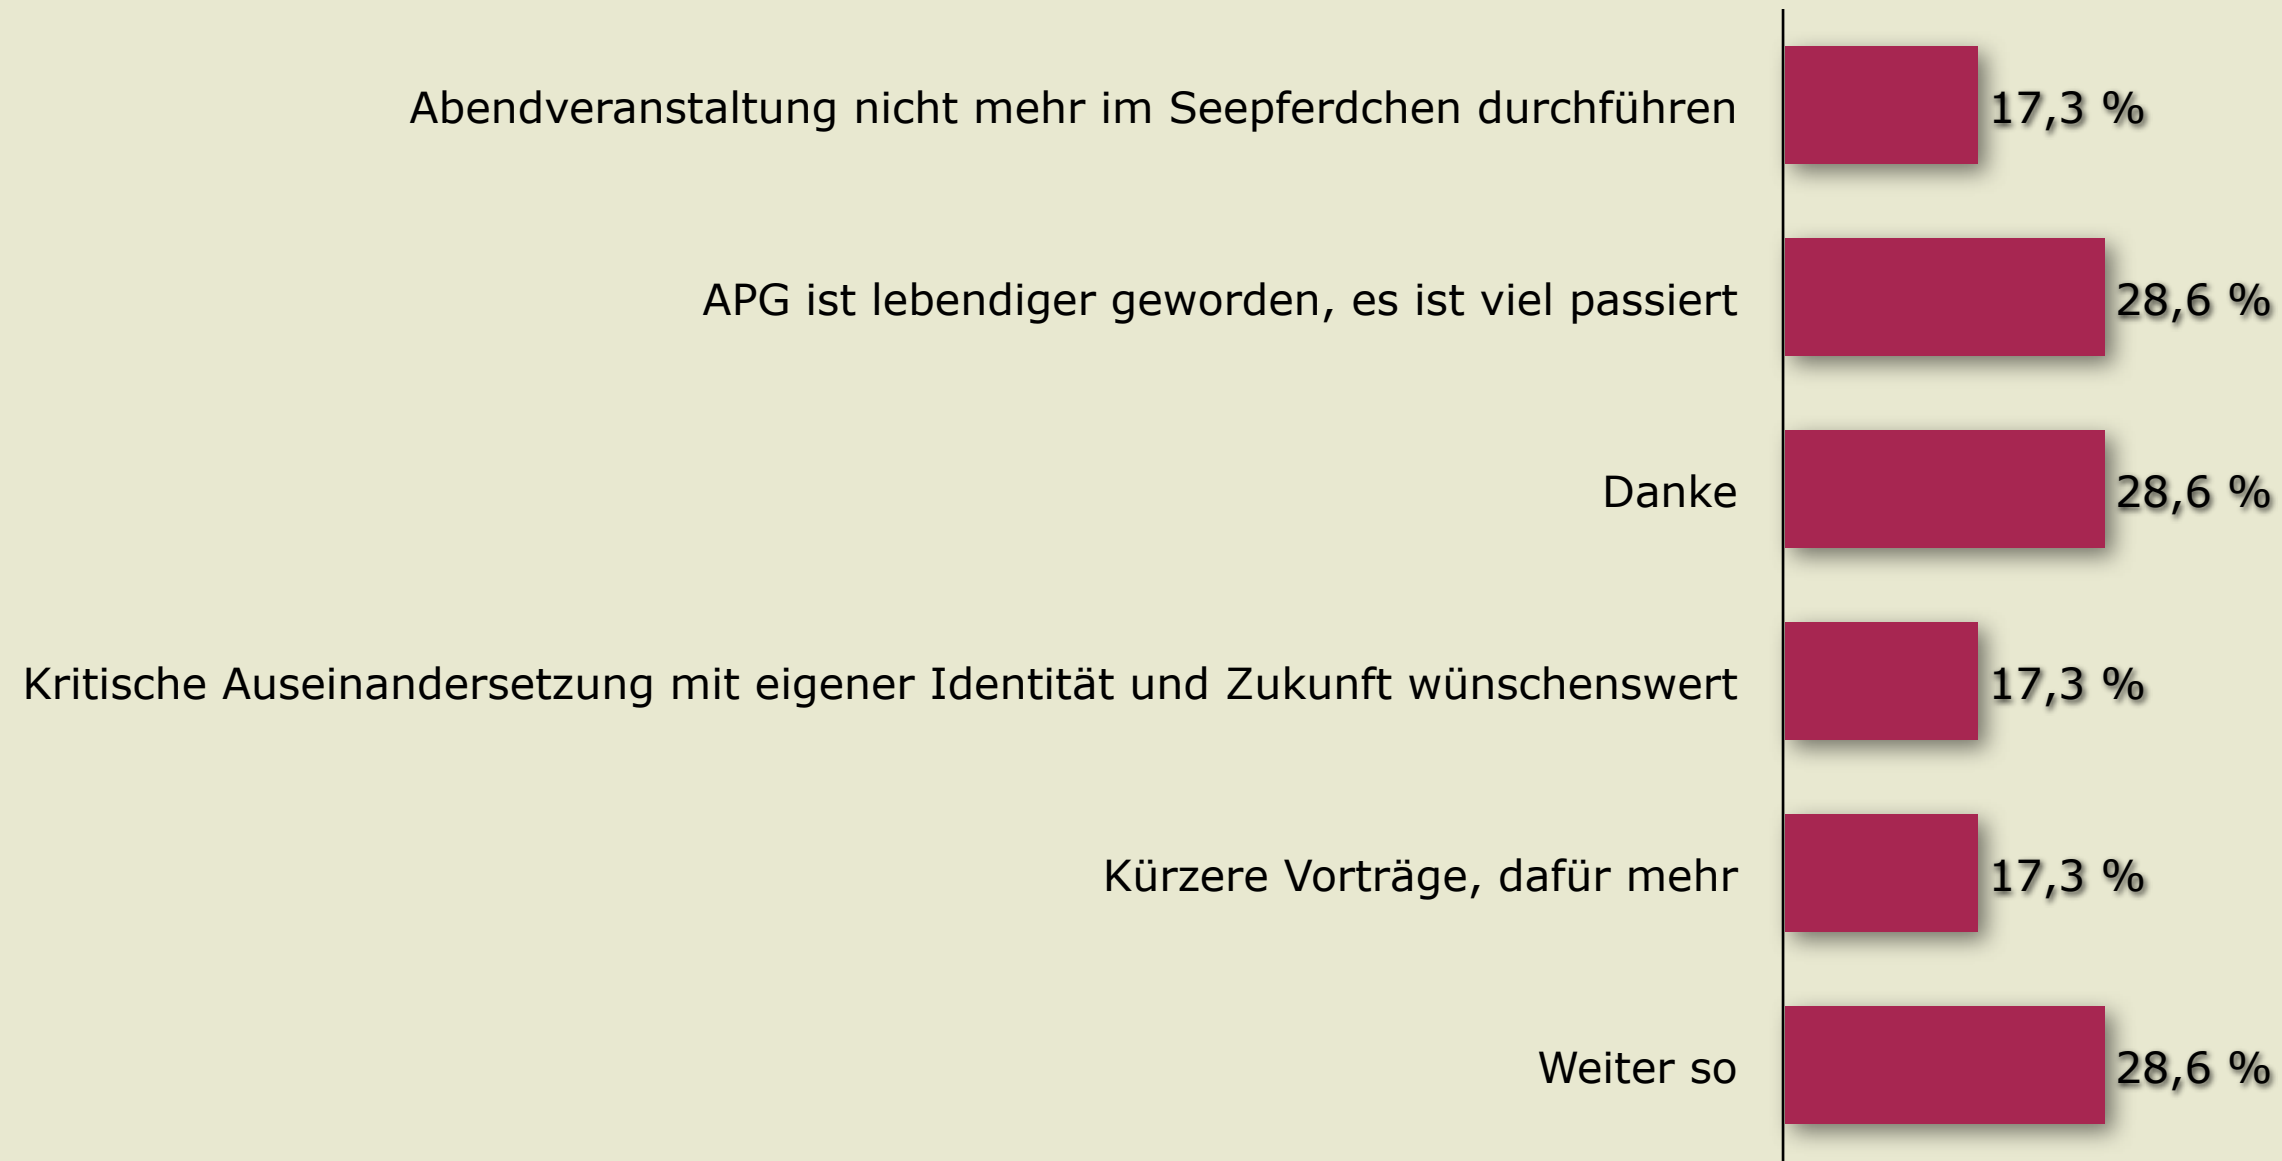 Abendveranstaltung nicht mehr im Seepferdchen durchführen 17,3 %
APG ist lebendiger geworden, es ist viel passiert 28,6 %
Danke 28,6 %
Kritische Auseinandersetzung mit eigener Identität und Zukunft wünschenswert 17,3 %
Kürzere Vorträge, dafür mehr 17,3 %
Weiter so 28,6 %